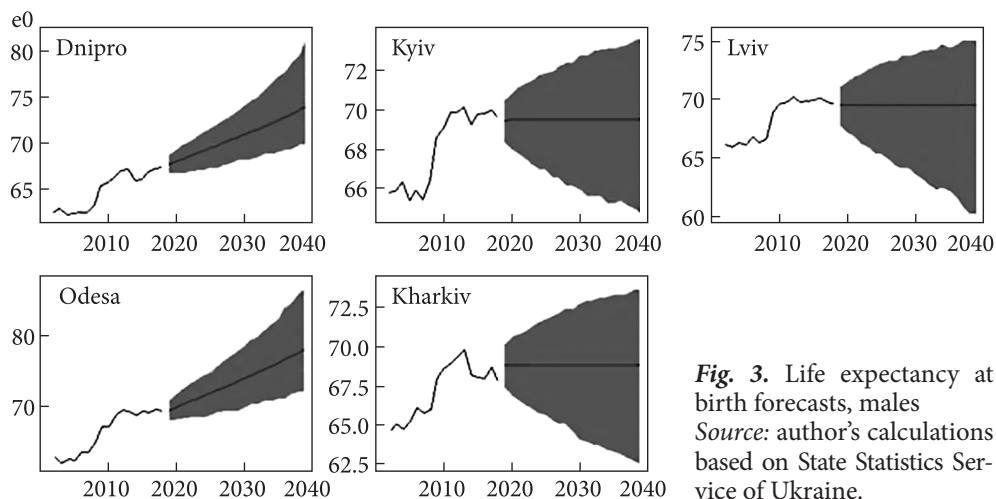 e0
Dnipro
80
75
70
65
2010 2020 2030 2040
Kyiv
72
70
68
66
2010 2020 2030 2040
Lviv
75
70
65
60
2010 2020 2030 2040
Odesa
80
70
2010 2020 2030 2040
Kharkiv
72.5
70.0
67.5
65.0
62.5
2010 2020 2030 2040
Fig. 3. Life expectancy at
birth forecasts, males
Source: author’s calculations
based on State Statistics Ser-
vice of Ukraine.